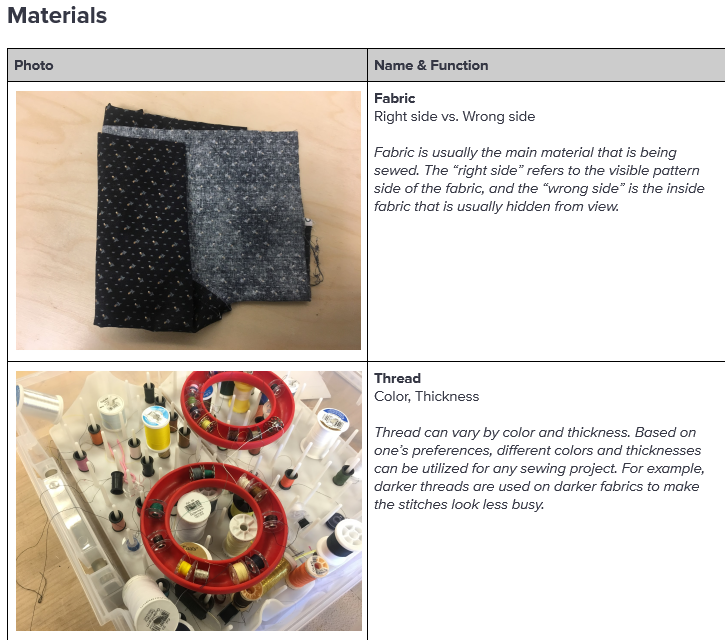 Materials
Photo
Name & Function
Fabric
Right side vs. Wrong side
Fabric is usually the main material that is being
sewed. The “right side” refers to the visible pattern
side of the fabric, and the “wrong side” is the inside
fabric that is usually hidden from view.
Thread
Color, Thickness
Thread can vary by color and thickness. Based on
one’s preferences, different colors and thicknesses
can be utilized for any sewing project. For example,
darker threads are used on darker fabrics to make
the stitches look less busy.